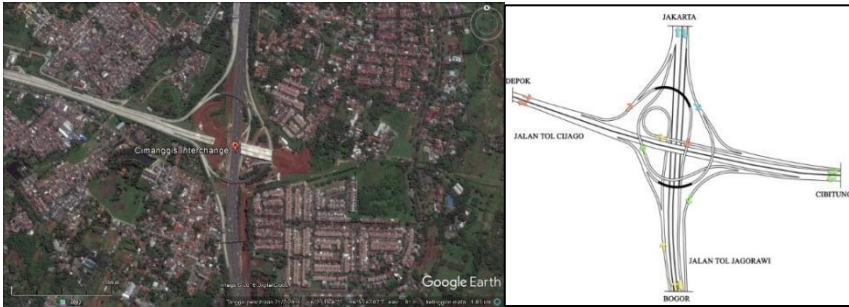 Cimanggis Interchange
Google Earth
JAKARTA
DEPOK
JALAN TOL CIJAGO
CIBITUNG
JALAN TOL JAGORAWI
BOGOR